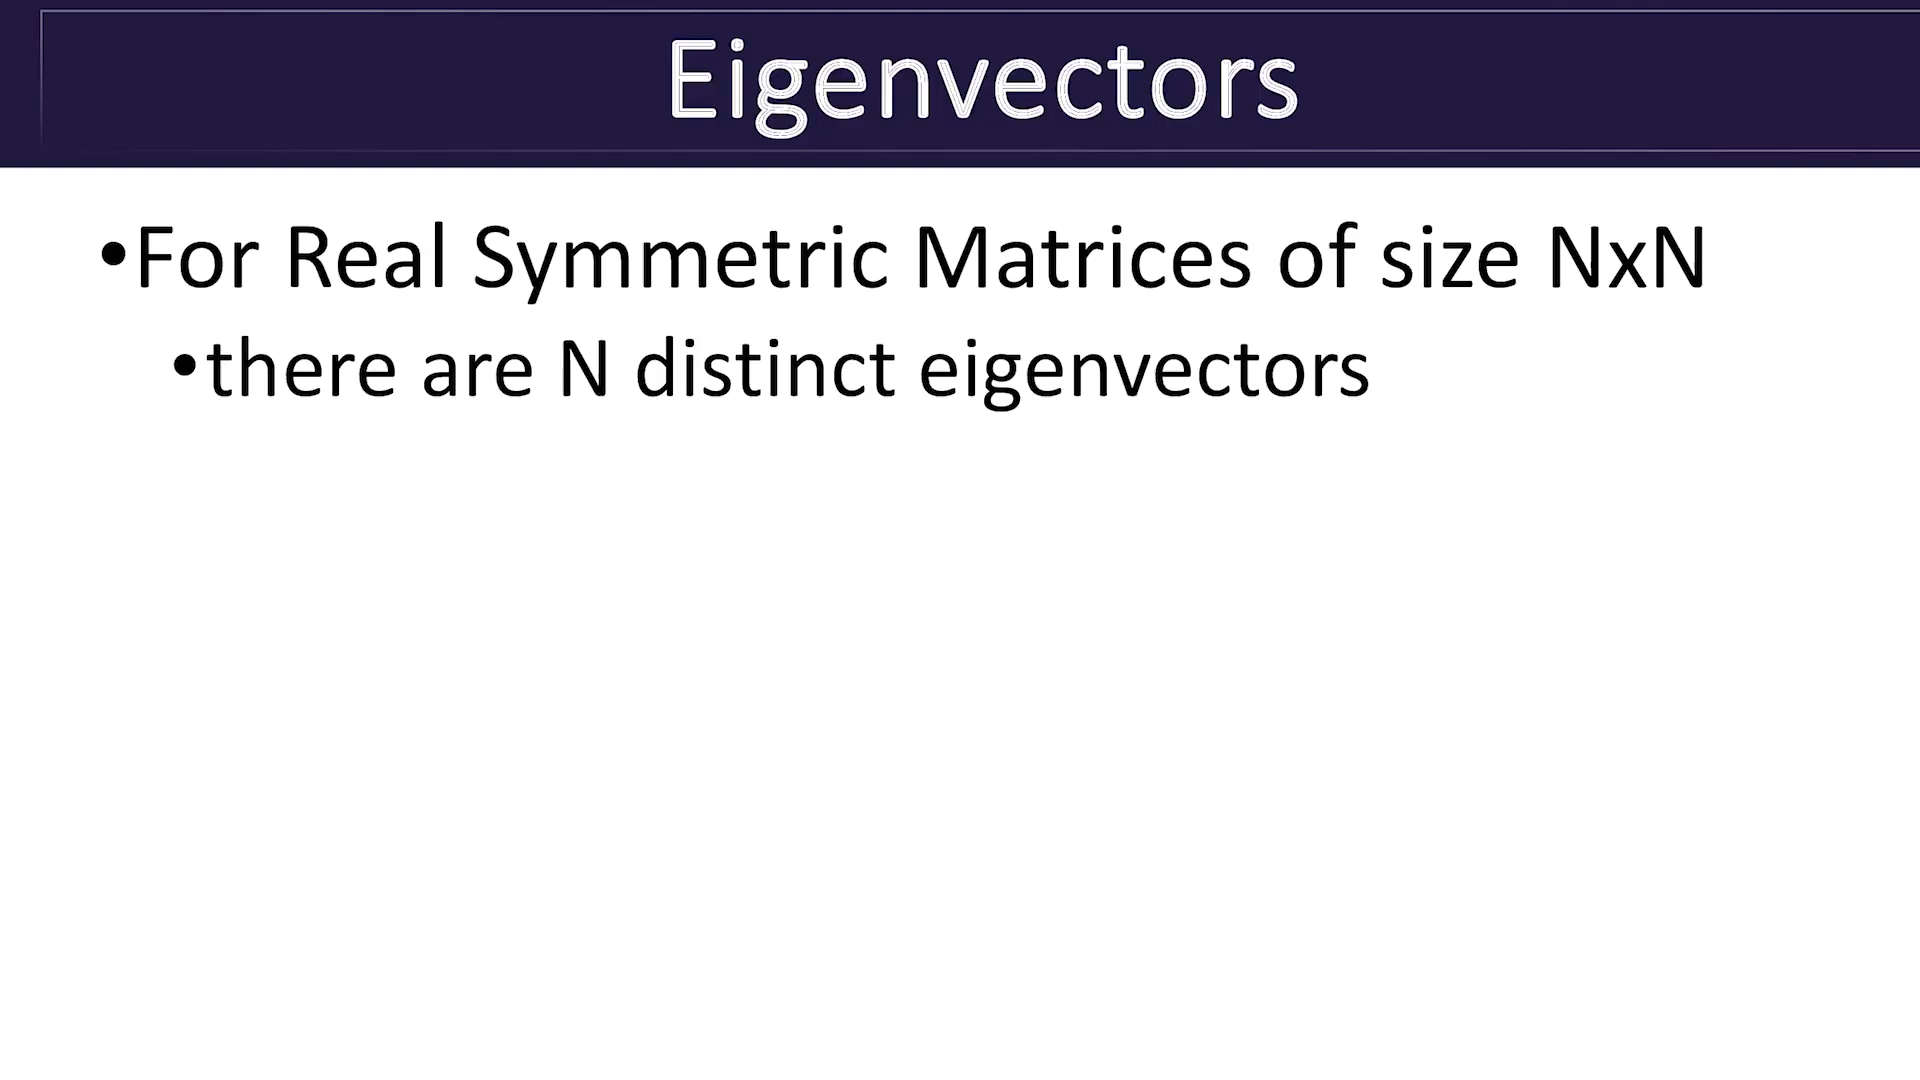 Eigenvectors
•For Real Symmetric Matrices of size NxN
•there are N distinct eigenvectors